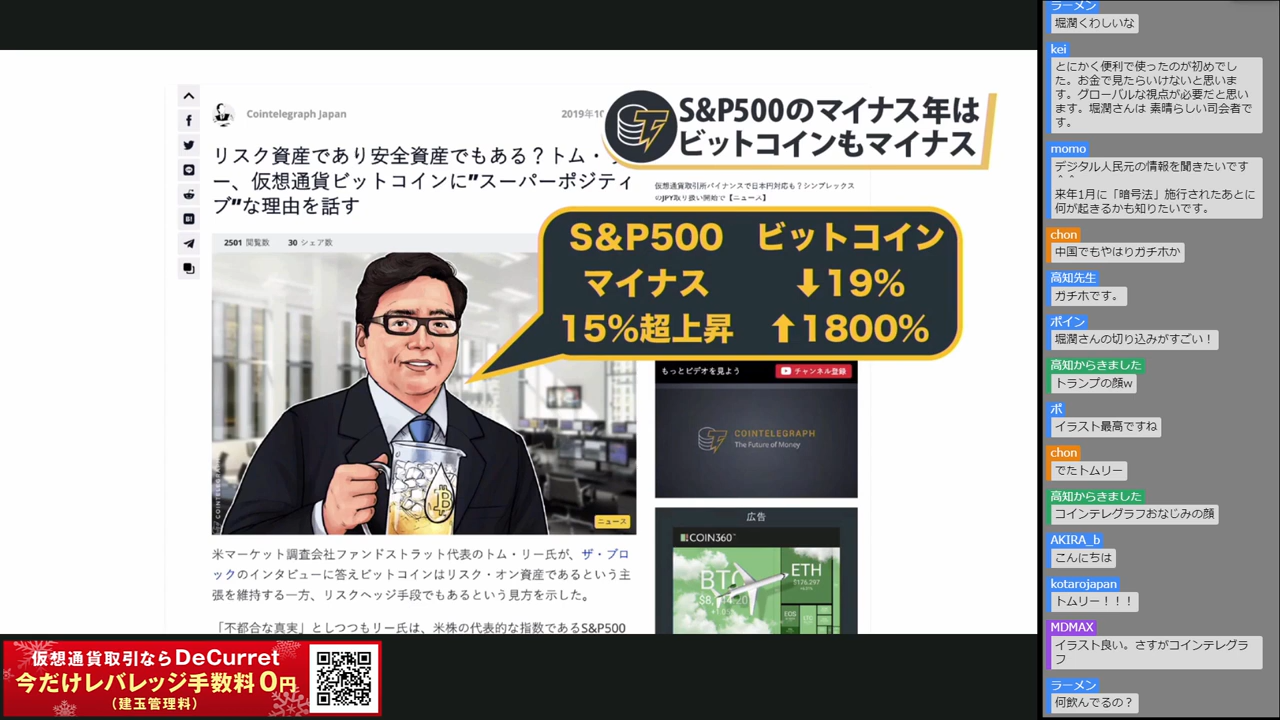 Cointelegraph Japan
2019年10
リスク資産であり安全資産でもある？トム・
ー、仮想通貨ビットコインに"スーパーポジティ
ブ"な理由を話す
2501 閲覧数 30 シェア数
S&P500のマイナス年は
ビットコインもマイナス
仮想通貨取引所バイナンスで日本円対応も？シンプレックス
のJPY取り扱い開始で【ニュース】
S&P500 ビットコイン
マイナス ↓19%
15%超上昇 ↑1800%
もっとビデオを見よう
チャンネル登録
COINTELEGRAPH
The Future of Money
ニュース
広告
COIN360
BTC
ETH
$176.297
EOS
米マーケット調査会社ファンドストラット代表のトム・リー氏が、ザ・ブロ
ックのインタビューに答えビットコインはリスク・オン資産であるという主
張を維持する一方、リスクヘッジ手段でもあるという見方を示した。
「不都合な真実」としつつもリー氏は、米株の代表的な指数であるS&P500
仮想通貨取引ならDeCurret
今だけレバレッジ手数料0円
（建玉管理料）
ラーメン
堀潤くわしいな
kei
とにかく便利で使ったのが初めでし
た。お金で見たらいけないと思いま
す。グローバルな視点が必要だと思い
ます。堀潤さんは 素晴らしい司会者で
す。
momo
デジタル人民元の情報を聞きたいです
＾＾
来年1月に「暗号法」施行されたあとに
何が起きるかも知りたいです。
chon
中国でもやはりガチホか
高知先生
ガチホです。
ポイン
堀潤さんの切り込みがすごい！
高知からきました
トランプの顔w
ポ
イラスト最高ですね
chon
でたトムリー
高知からきました
コインテレグラフおなじみの顔
AKIRA_b
こんにちは
kotarojapan
トムリー！！！
MDMAX
イラスト良い。さすがコインテレグラ
フ
ラーメン
何飲んでるの？